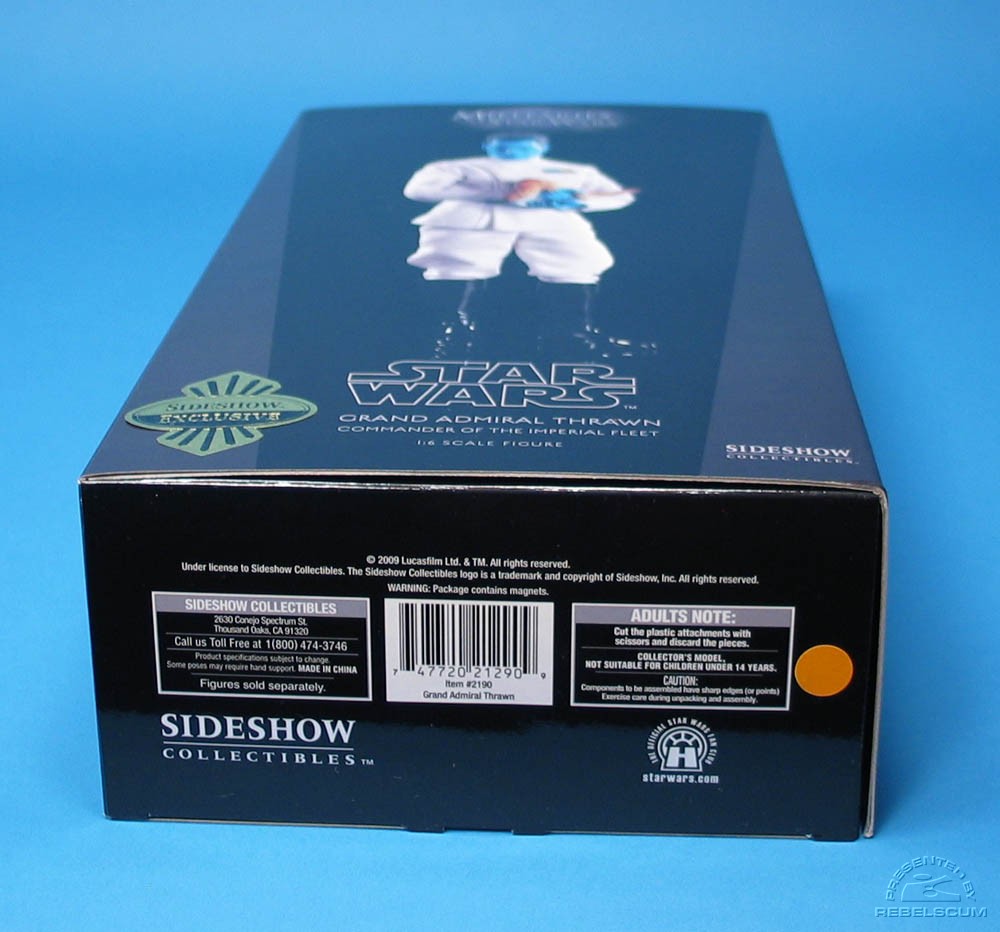 SIDESHOW
EXCLUSIVE
STAR
WARS™
GRAND ADMIRAL THRAWN
COMMANDER OF THE IMPERIAL FLEET
1:6 SCALE FIGURE
SIDESHOW
COLLECTIBLES
© 2009 Lucasfilm Ltd. & TM. All rights reserved.
Under license to Sideshow Collectibles. The Sideshow Collectibles logo is a trademark and copyright of Sideshow, Inc. All rights reserved.
WARNING: Package contains magnets.
SIDESHOW COLLECTIBLES
2630 Conejo Spectrum St.
Thousand Oaks, CA 91320
Call us Toll Free at 1(800) 474-3746
Product specifications subject to change.
Some poses may require hand support. MADE IN CHINA
Figures sold separately.
7 47720 21290 9
Item #2190
Grand Admiral Thrawn
ADULTS NOTE:
Cut the plastic attachments with
scissors and discard the pieces.
COLLECTOR'S MODEL,
NOT SUITABLE FOR CHILDREN UNDER 14 YEARS.
CAUTION:
Components to be assembled have sharp edges (or points)
Exercise care during unpacking and assembly.
SIDESHOW
COLLECTIBLES™
THE OFFICIAL STAR WARS FAN CLUB
starwars.com
PRESENTED BY
REBELSCUM